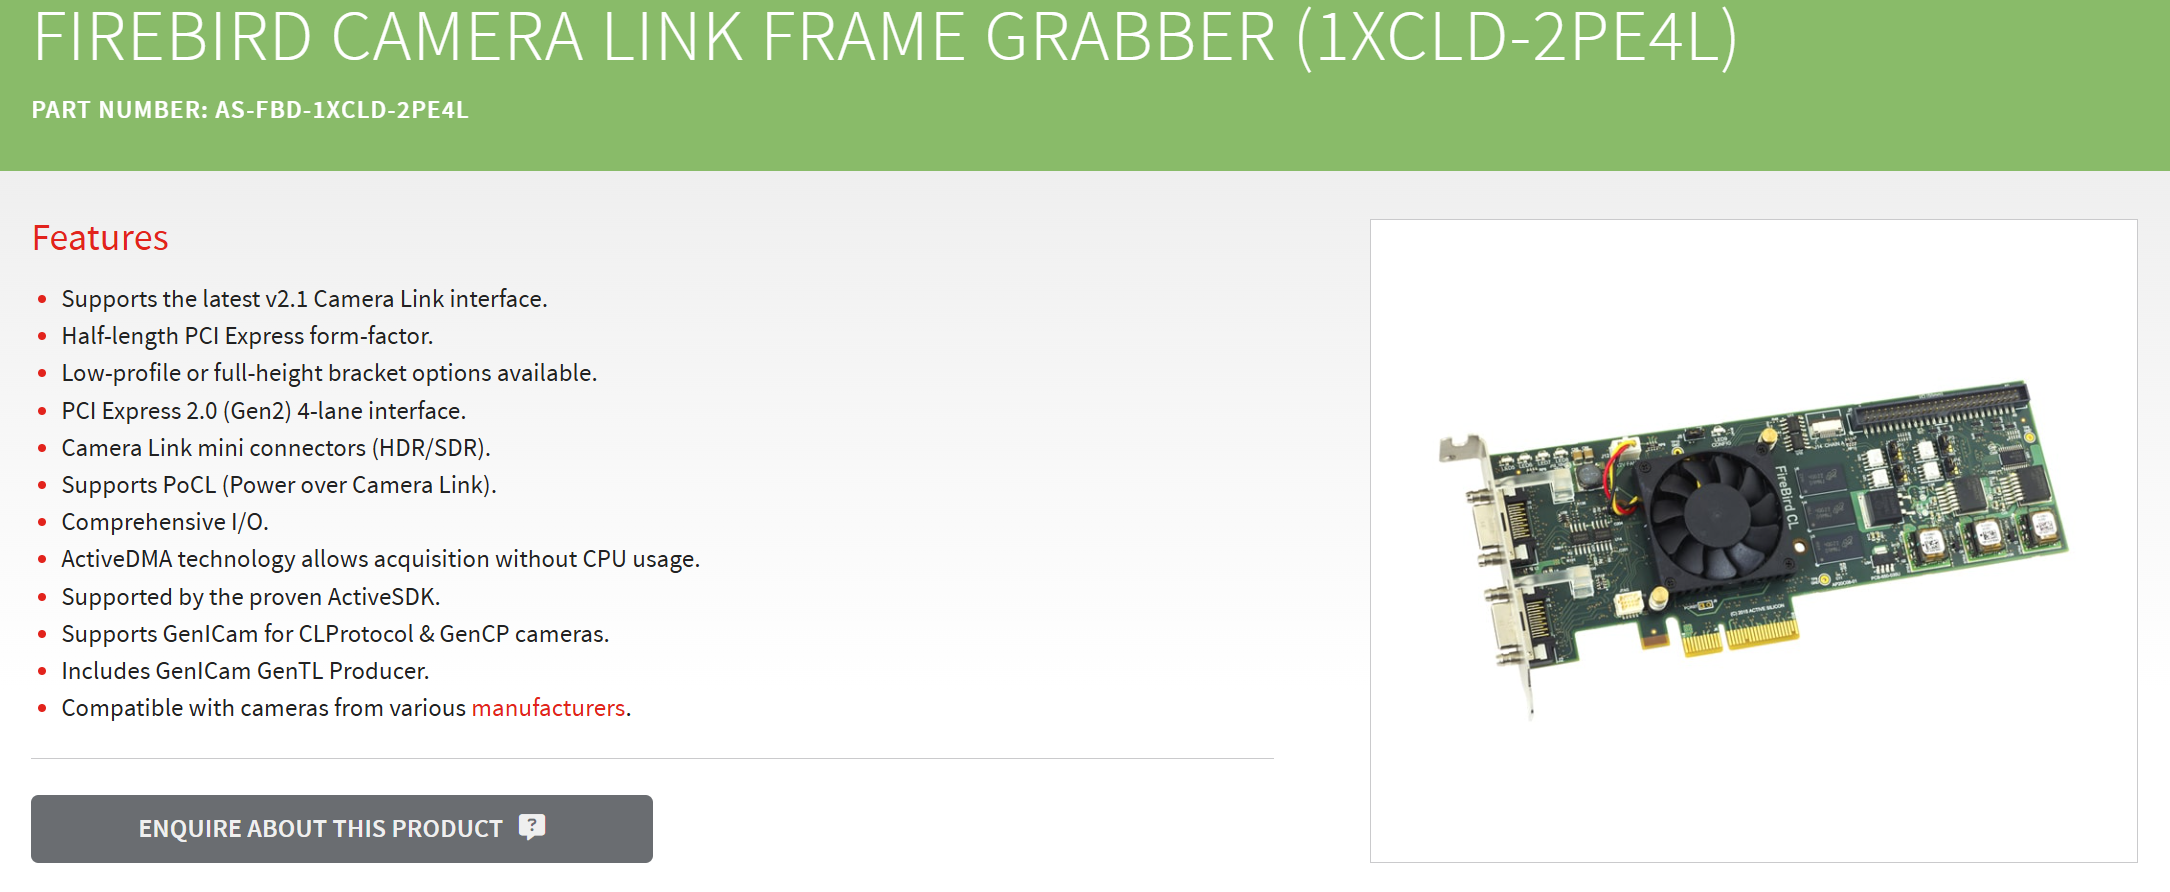 FIREBIRD CAMERA LINK FRAME GRABBER (1XCLD-2PE4L)
PART NUMBER: AS-FBD-1XCLD-2PE4L
Features
Supports the latest v2.1 Camera Link interface.
Half-length PCI Express form-factor.
Low-profile or full-height bracket options available.
PCI Express 2.0 (Gen2) 4-lane interface.
Camera Link mini connectors (HDR/SDR).
Supports PoCL (Power over Camera Link).
Comprehensive I/O.
ActiveDMA technology allows acquisition without CPU usage.
Supported by the proven ActiveSDK.
Supports GenICam for CLProtocol & GenCP cameras.
Includes GenICam GenTL Producer.
Compatible with cameras from various manufacturers.
ENQUIRE ABOUT THIS PRODUCT
FireBird CL
(C) 2015 ACTIVE SILICON